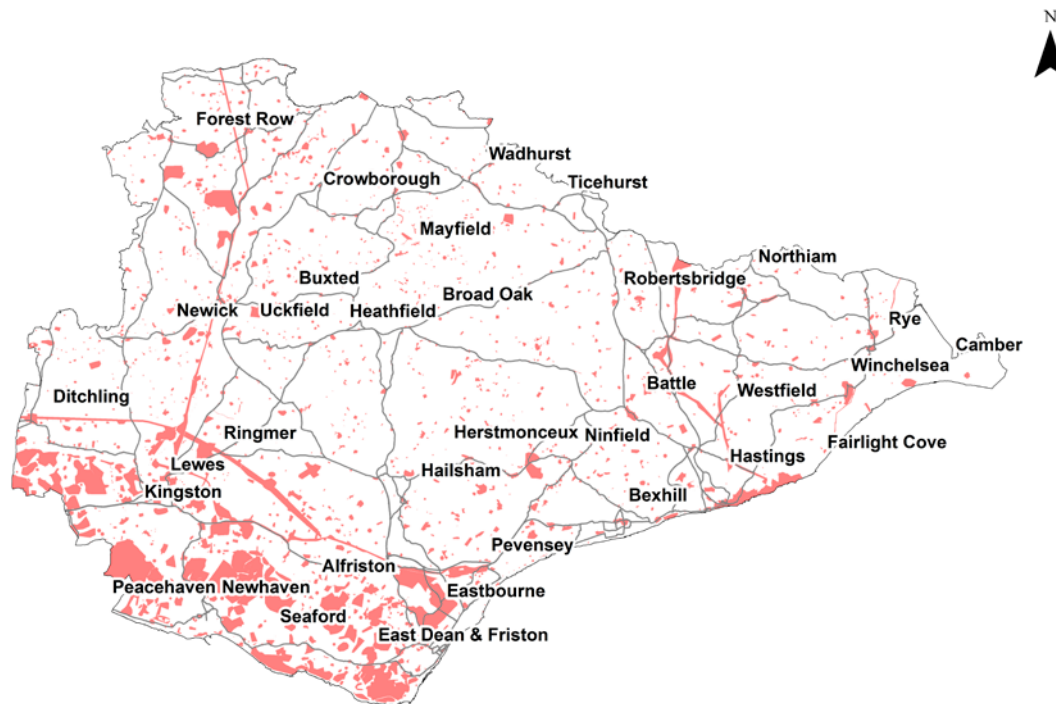 N
Forest Row
Wadhurst
Crowborough
Ticehurst
Mayfield
Northiam
Buxted
Robertsbridge
Broad Oak
Newick
Uckfield
Heathfield
Rye
Camber
Winchelsea
Ditchling
Battle
Westfield
Ringmer
Herstmonceux
Ninfield
Fairlight Cove
Lewes
Hailsham
Hastings
Kingston
Bexhill
Pevensey
Alfriston
Peacehaven
Newhaven
Eastbourne
Seaford
East Dean & Friston